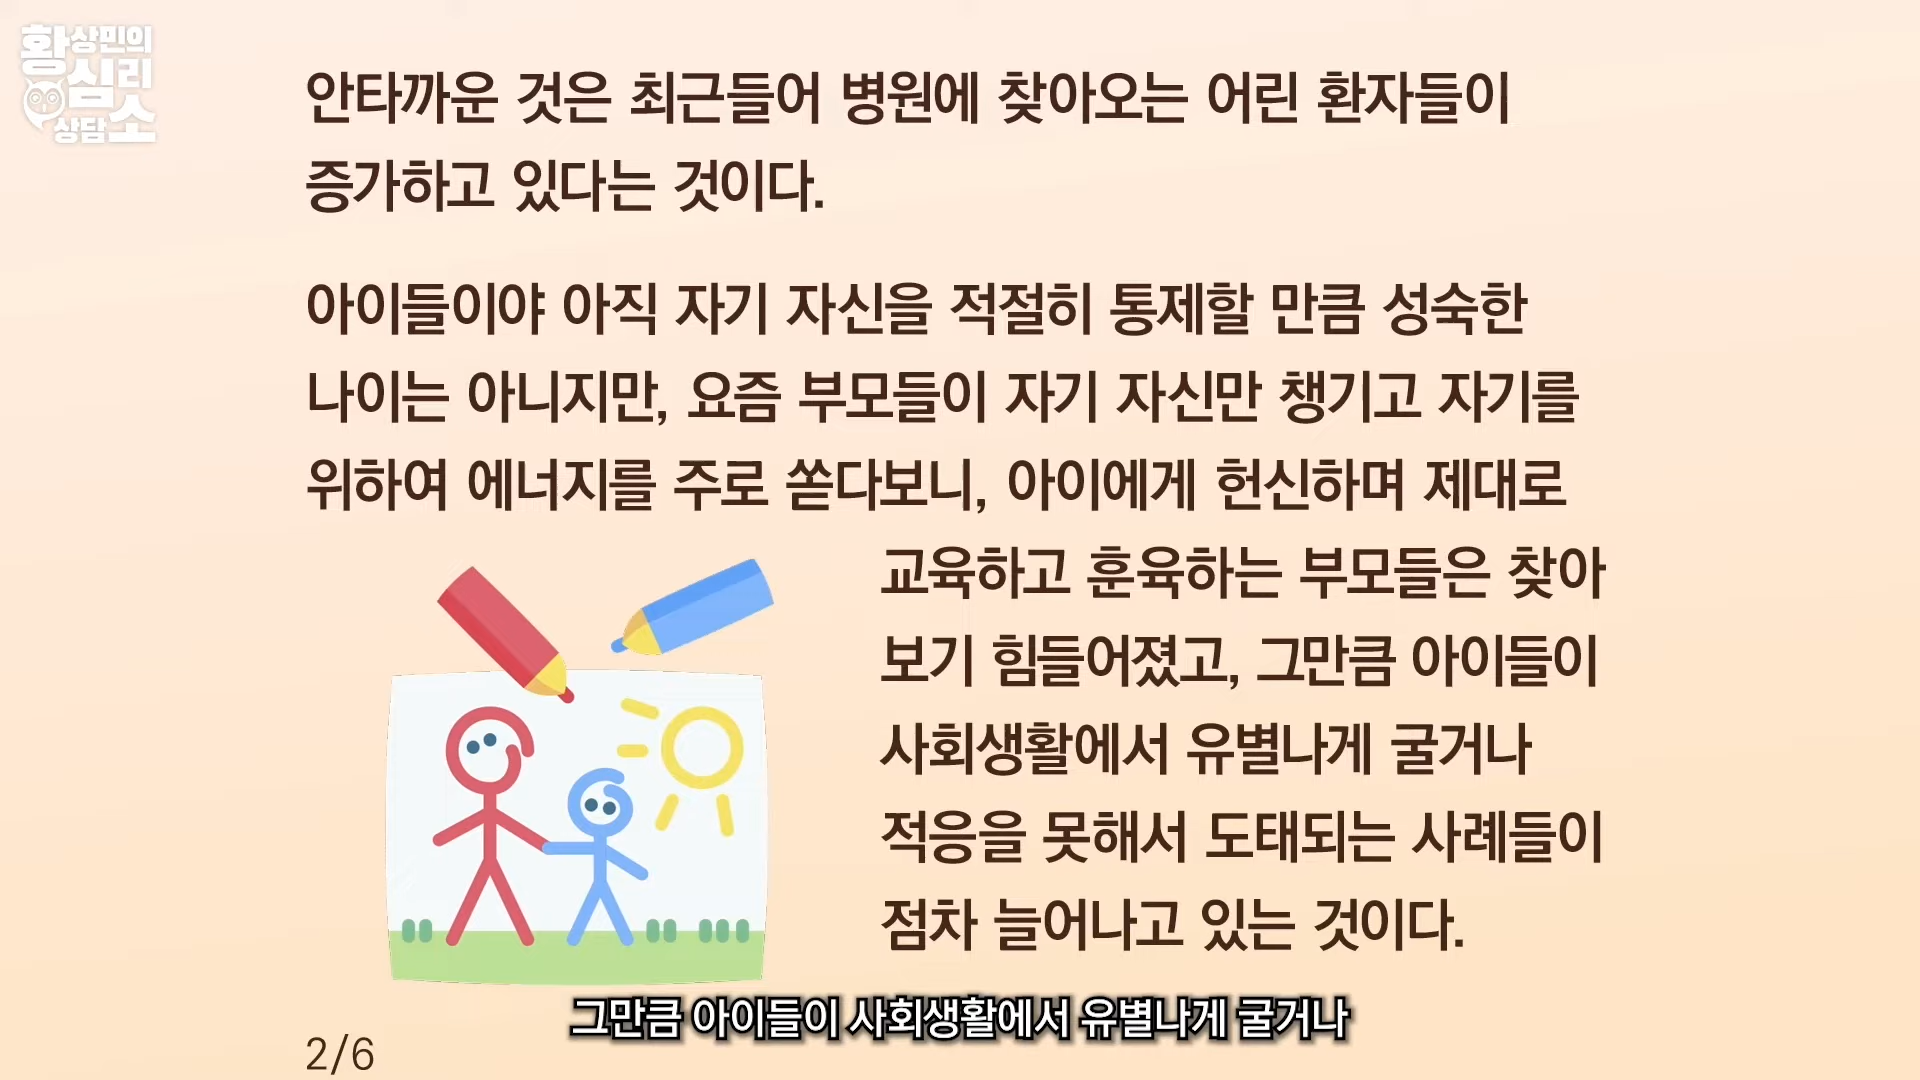 황상민의
심리
상담소
안타까운 것은 최근들어 병원에 찾아오는 어린 환자들이
증가하고 있다는 것이다.
아이들이야 아직 자기 자신을 적절히 통제할 만큼 성숙한
나이는 아니지만, 요즘 부모들이 자기 자신만 챙기고 자기를
위하여 에너지를 주로 쏟다보니, 아이에게 헌신하며 제대로
교육하고 훈육하는 부모들은 찾아
보기 힘들어졌고, 그만큼 아이들이
사회생활에서 유별나게 굴거나
적응을 못해서 도태되는 사례들이
점차 늘어나고 있는 것이다.
그만큼 아이들이 사회생활에서 유별나게 굴거나
2/6